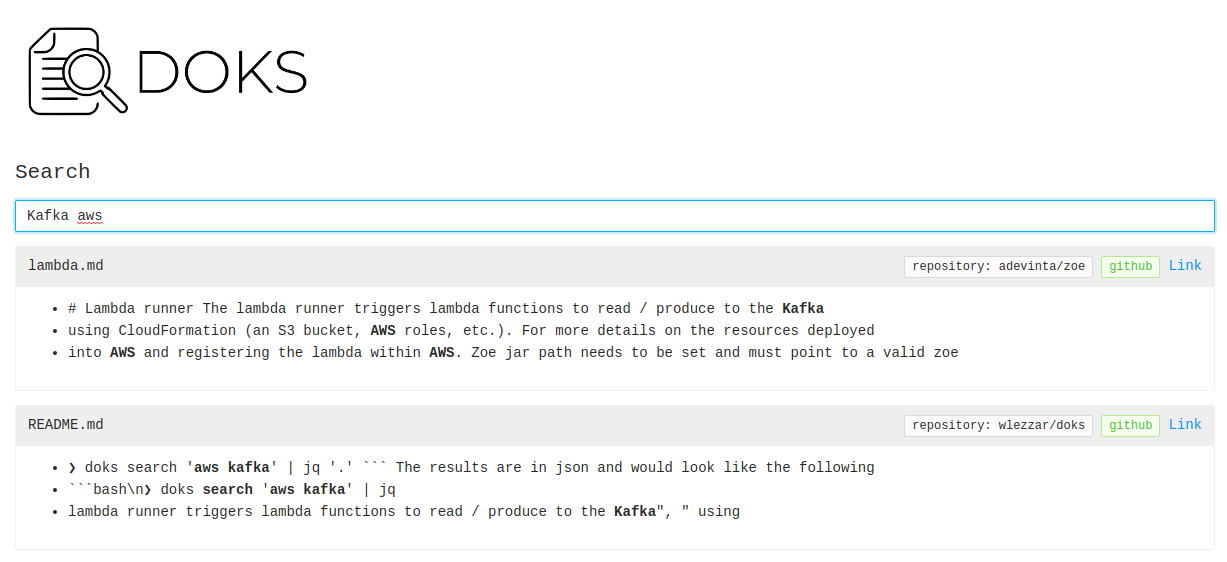 DOKS
Search
Kafka aws
lambda.md repository: adevinta/zoe github Link
# Lambda runner The lambda runner triggers lambda functions to read / produce to the Kafka
using CloudFormation (an S3 bucket, AWS roles, etc.). For more details on the resources deployed
into AWS and registering the lambda within AWS. Zoe jar path needs to be set and must point to a valid zoe
README.md repository: wlezzar/doks github Link
❯ doks search 'aws kafka' | jq '.' ``` The results are in json and would look like the following
```bash\n❯ doks search 'aws kafka' | jq
lambda runner triggers lambda functions to read / produce to the Kafka", " using